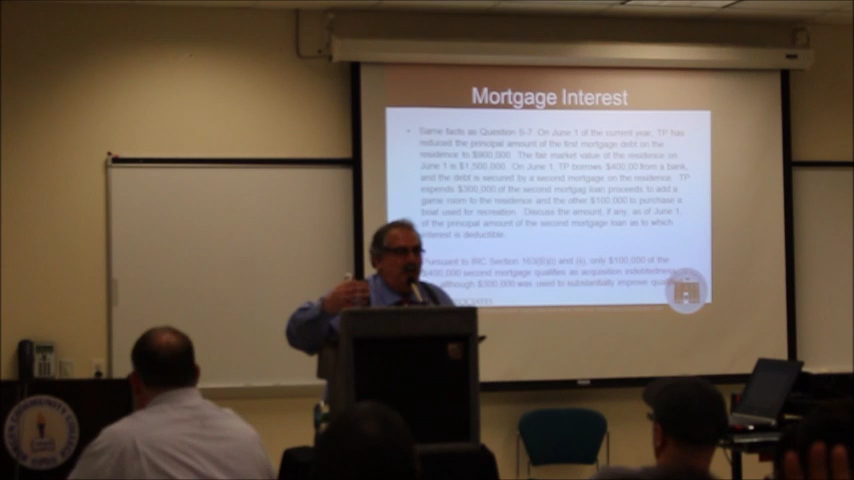 Mortgage Interest
• Same facts as Question 8-7. On June 1 of the current year, TP has
reduced the principal amount of the first mortgage debt on the
residence to $900,000. The fair market value of the residence on
June 1 is $1,500,000. On June 1, TP borrows $400,00 from a bank,
and the debt is secured by a second mortgage on the residence. TP
expends $300,000 of the second mortgag loan proceeds to add a
game room to the residence and the other $100,000 to purchase a
boat used for recreation. Discuss the amount, if any, as of June 1,
of the principal amount of the second mortgage loan as to which
interest is deductible.
Pursuant to IRC Section and (ii), only $100,000 of the
$400,000 second mortgage qualifies as acquisition indebtedness
although $300,000 was used to substantially improve
SOCIATES
COMMUNITY COLLEGE